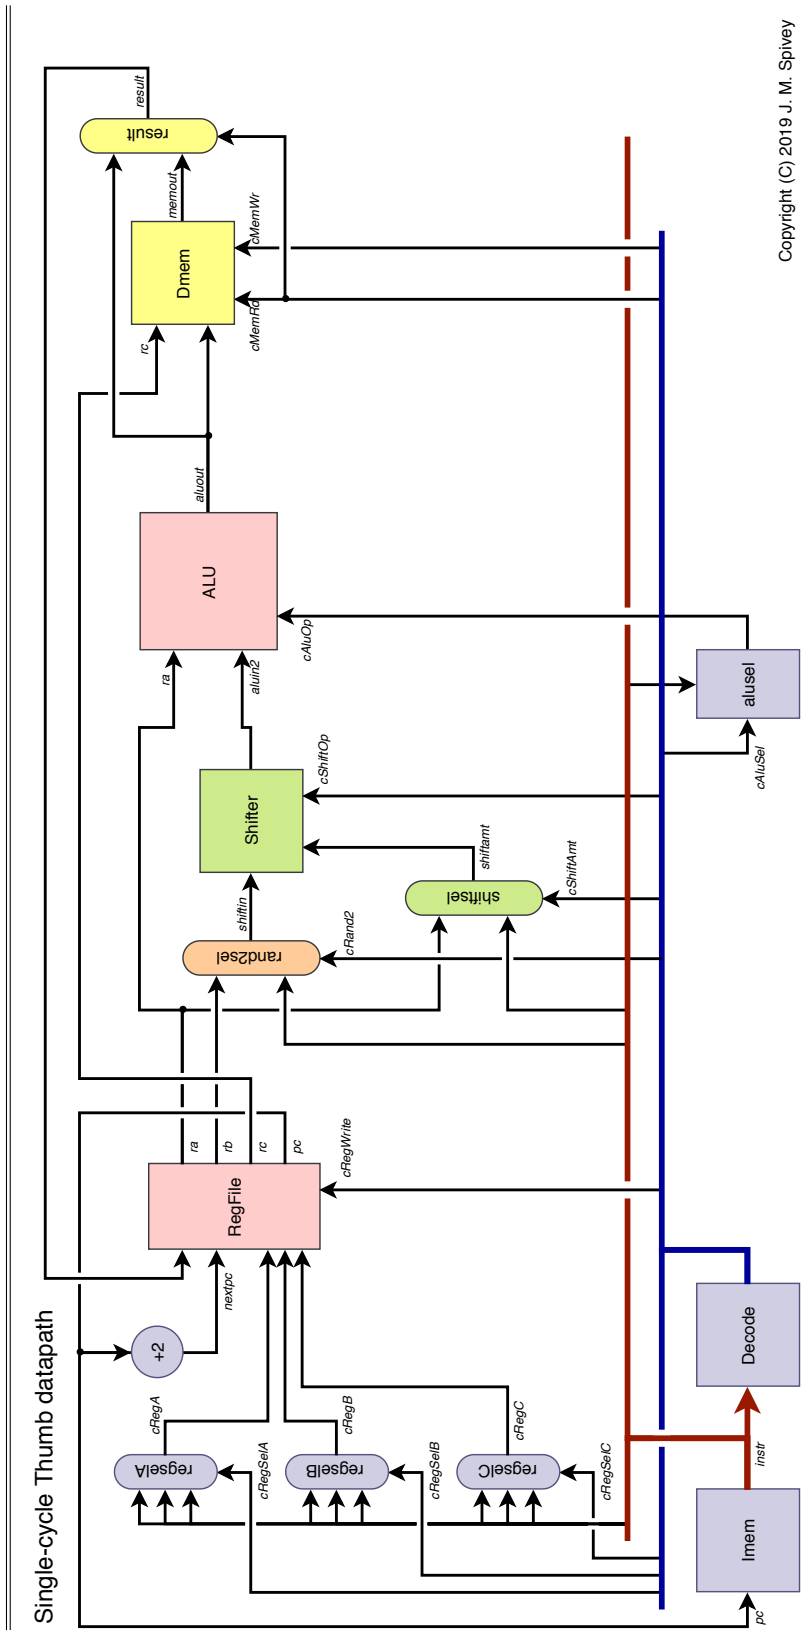 Single-cycle Thumb datapath
pc
Imem
instr
Decode
regselA
cRegSelA
cRegA
regselB
cRegSelB
cRegB
regselC
cRegSelC
cRegC
+2
nextpc
RegFile
cRegWrite
ra
rb
rc
pc
rand2sel
cRand2
shiftin
shiftsel
cShiftAmt
shiftamt
Shifter
cShiftOp
ra
aluin2
ALU
cAluOp
alusel
cAluSel
aluout
rc
Dmem
cMemRd
cMemWr
memout
result
result
Copyright (C) 2019 J. M. Spivey